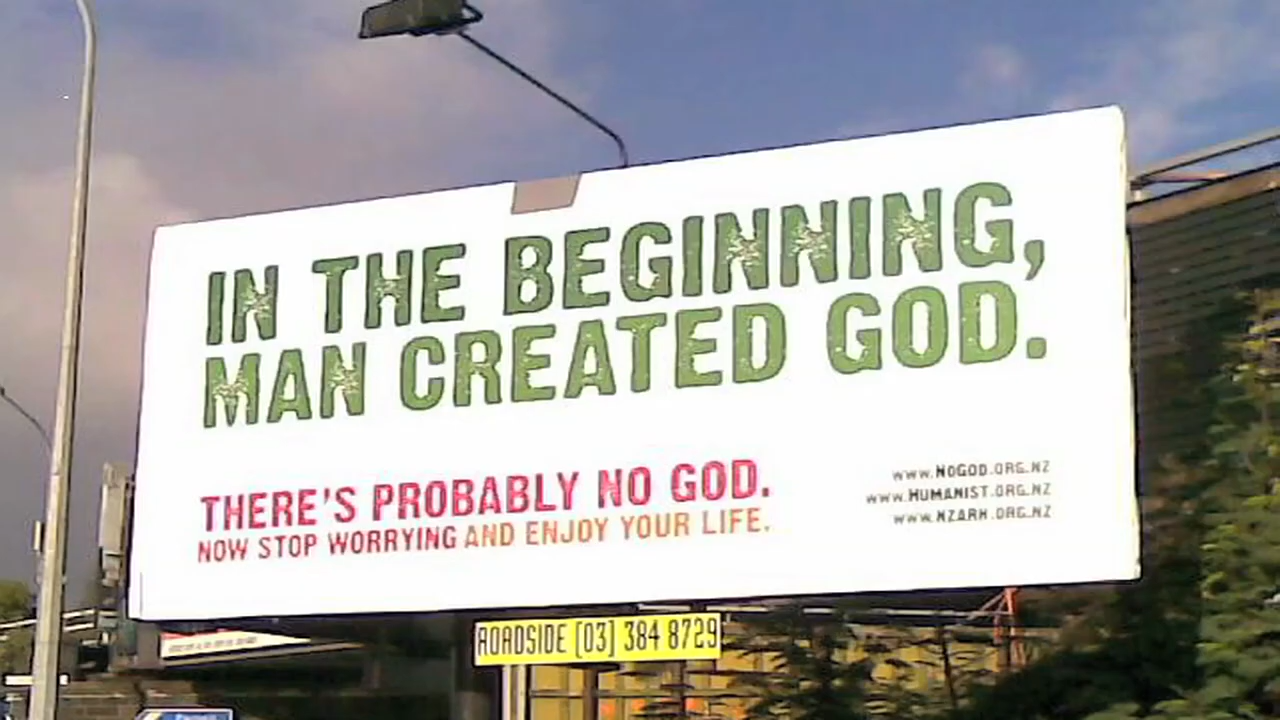 IN THE BEGINNING,
MAN CREATED GOD.
THERE'S PROBABLY NO GOD.
NOW STOP WORRYING AND ENJOY YOUR LIFE.
WWW.NOGOD.ORG.NZ
WWW.HUMANIST.ORG.NZ
WWW.NZARH.ORG.NZ
ROADSIDE [03] 384 8729